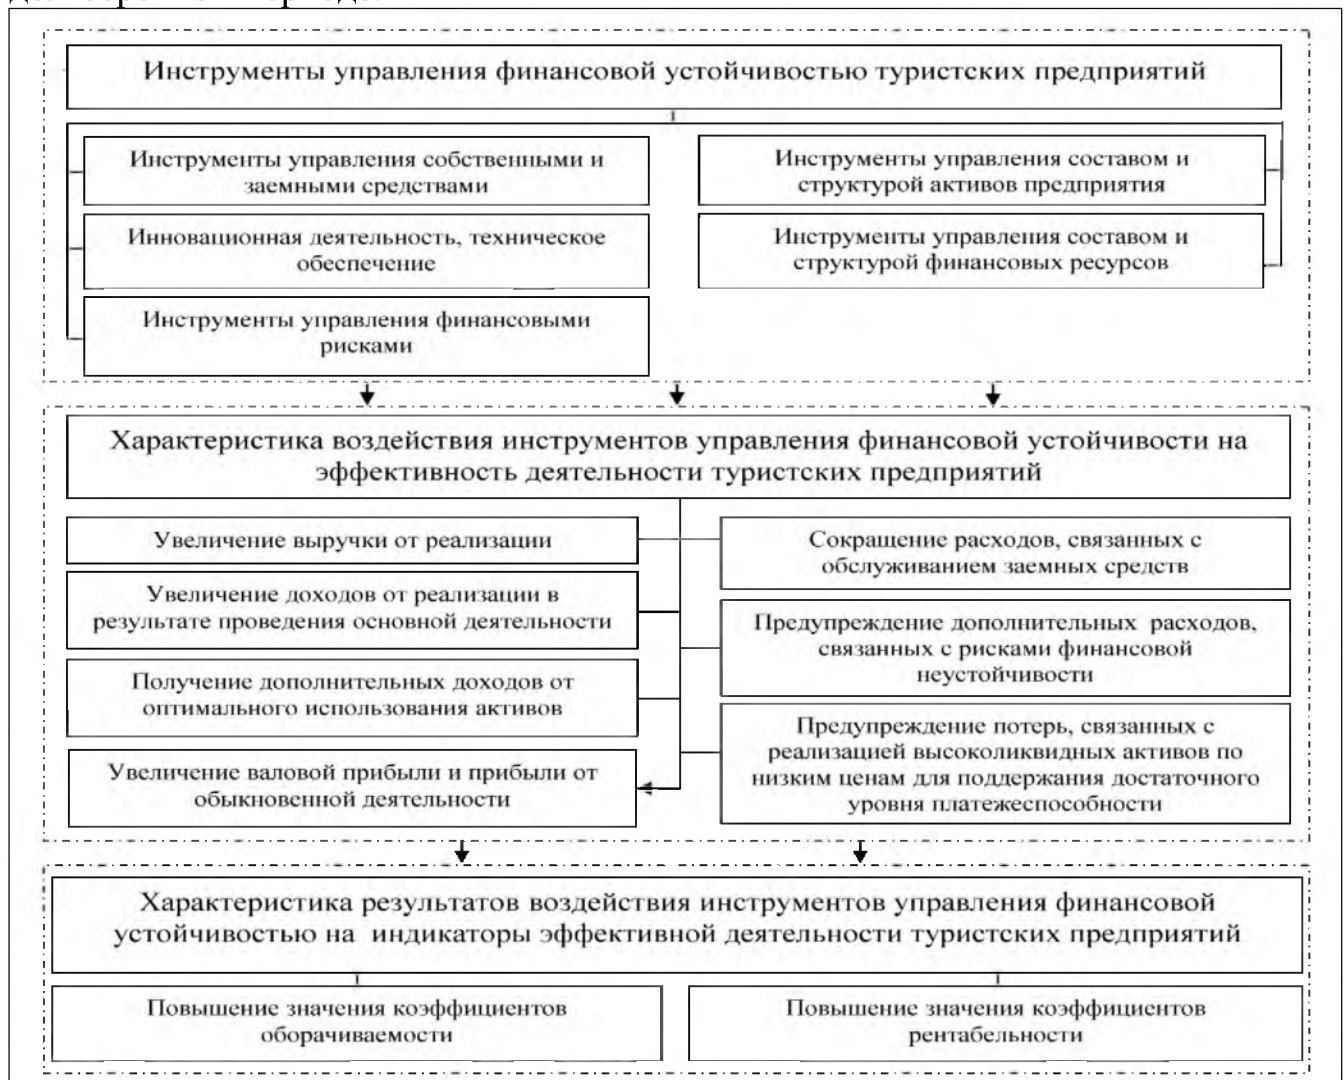 Инструменты управления финансовой устойчивостью туристских предприятий
Инструменты управления собственными и
заемными средствами
Инструменты управления составом и
структурой активов предприятия
Инновационная деятельность, техническое
обеспечение
Инструменты управления составом и
структурой финансовых ресурсов
Инструменты управления финансовыми
рисками
Характеристика воздействия инструментов управления финансовой устойчивости на
эффективность деятельности туристских предприятий
Увеличение выручки от реализации
Сокращение расходов, связанных с
обслуживанием заемных средств
Увеличение доходов от реализации в
результате проведения основной деятельности
Предупреждение дополнительных расходов,
связанных с рисками финансовой
неустойчивости
Получение дополнительных доходов от
оптимального использования активов
Предупреждение потерь, связанных с
реализацией высоколиквидных активов по
низким ценам для поддержания достаточного
уровня платежеспособности
Увеличение валовой прибыли и прибыли от
обыкновенной деятельности
Характеристика результатов воздействия инструментов управления финансовой
устойчивостью на индикаторы эффективной деятельности туристских предприятий
Повышение значения коэффициентов
оборачиваемости
Повышение значения коэффициентов
рентабельности